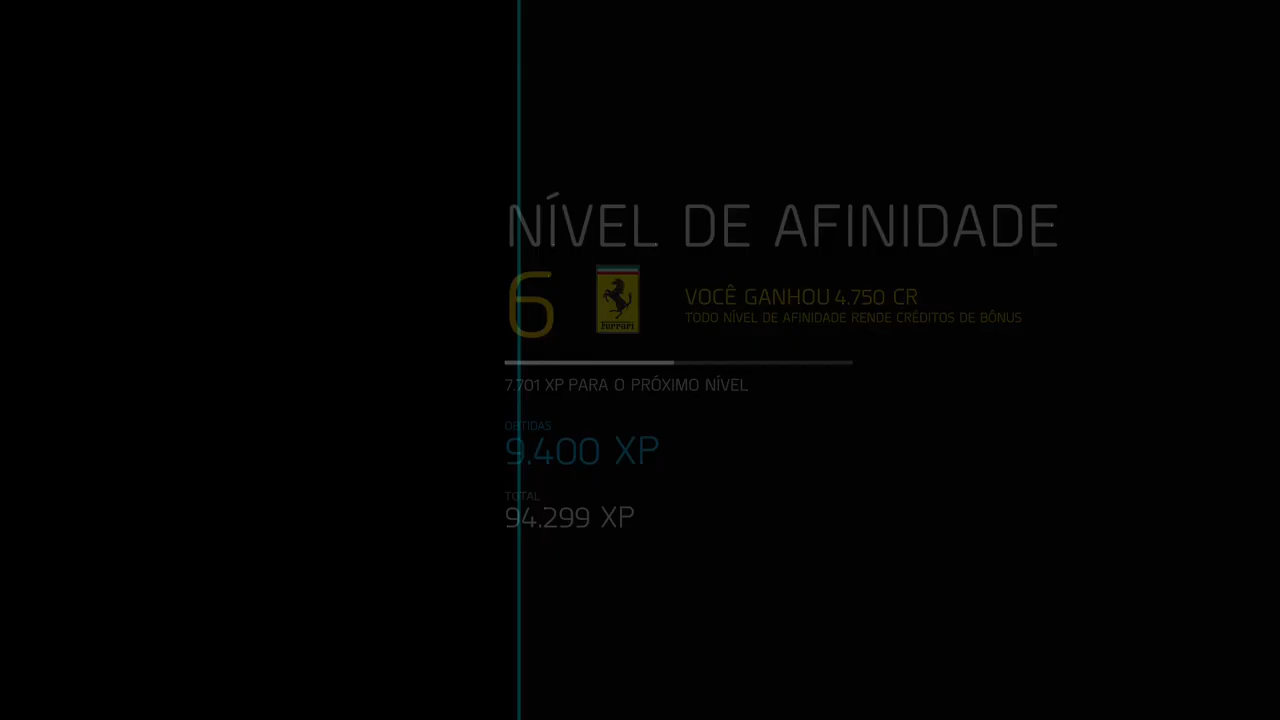 NÍVEL DE AFINIDADE
6
Ferrari
VOCÊ GANHOU 4.750 CR
TODO NÍVEL DE AFINIDADE RENDE CRÉDITOS DE BÔNUS
7.701 XP PARA O PRÓXIMO NÍVEL
OBTIDAS
9.400 XP
TOTAL
94.299 XP